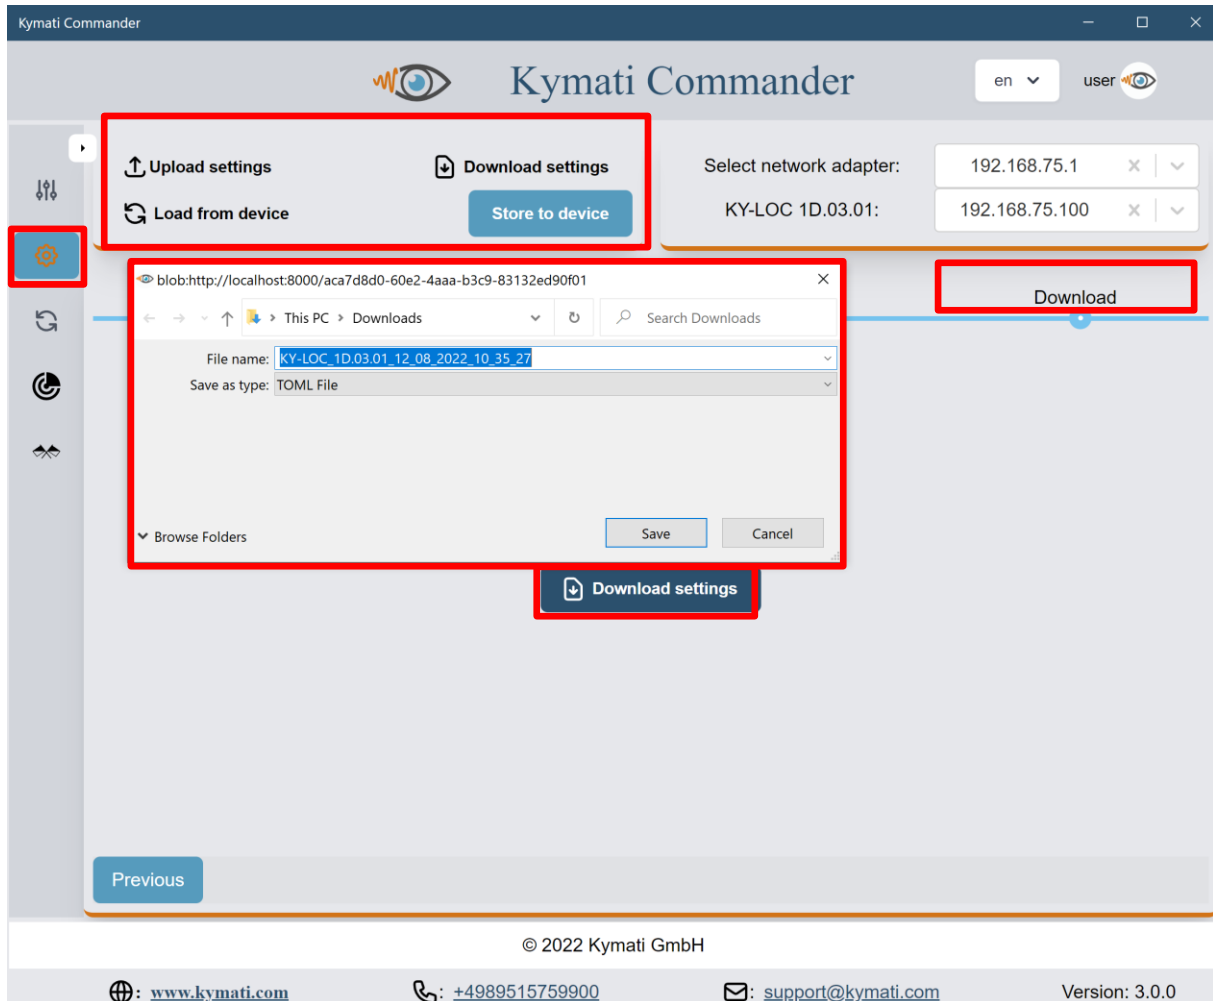 Kymati Commander
Kymati Commander
en
user
Upload settings
Download settings
Load from device
Store to device
Select network adapter:
192.168.75.1
KY-LOC 1D.03.01:
192.168.75.100
Download
blob:http://localhost:8000/aca7d8d0-60e2-4aaa-b3c9-83132ed90f01
This PC > Downloads
Search Downloads
File name: KY-LOC_1D.03.01_12_08_2022_10_35_27
Save as type: TOML File
Browse Folders
Save
Cancel
Download settings
Previous
© 2022 Kymati GmbH
: www.kymati.com
: +4989515759900
: support@kymati.com
Version: 3.0.0